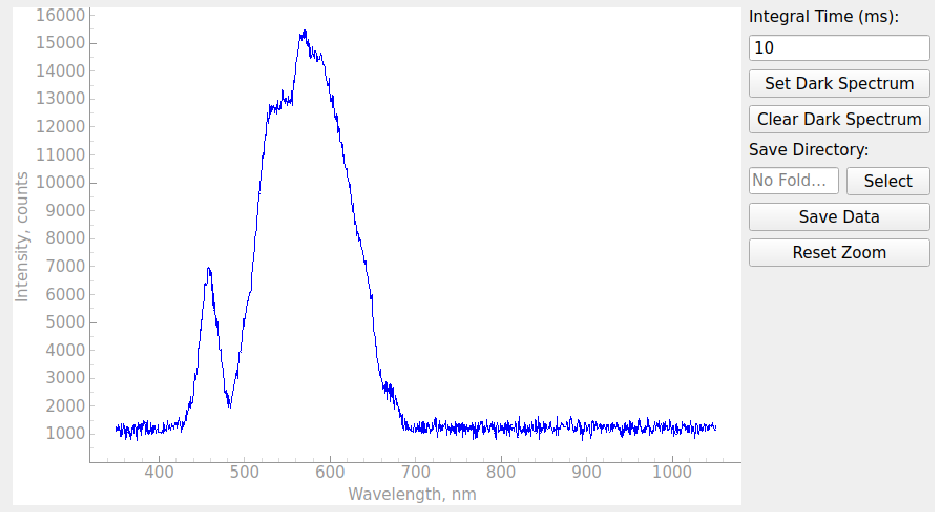 16000
15000
14000
13000
12000
11000
10000
9000
8000
7000
6000
5000
4000
3000
2000
1000
Intensity, counts
400 500 600 700 800 900 1000
Wavelength, nm
Integral Time (ms):
10
Set Dark Spectrum
Clear Dark Spectrum
Save Directory:
No Fold... Select
Save Data
Reset Zoom